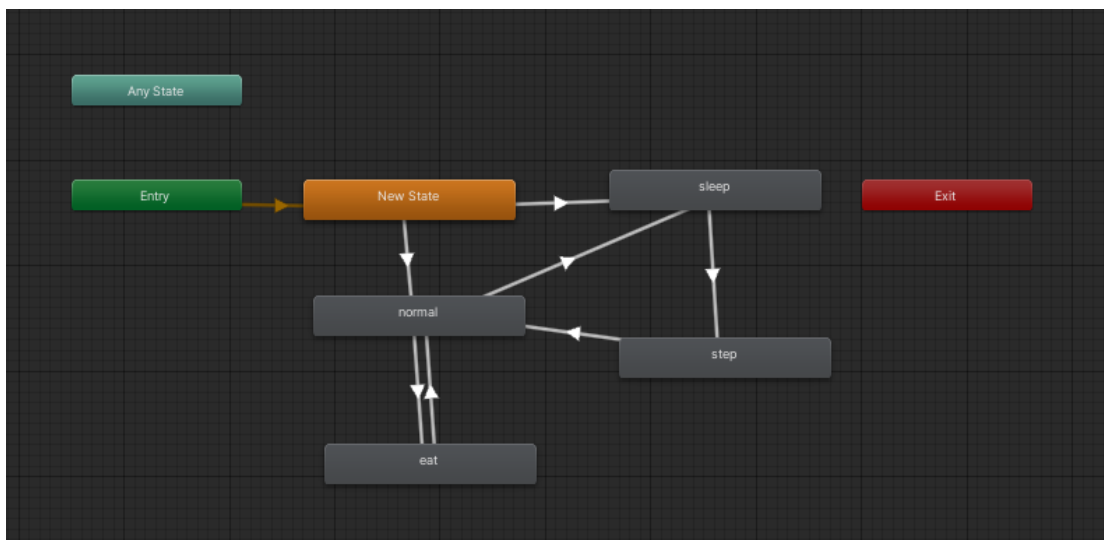 Any State
Entry
New State
sleep
Exit
normal
step
eat